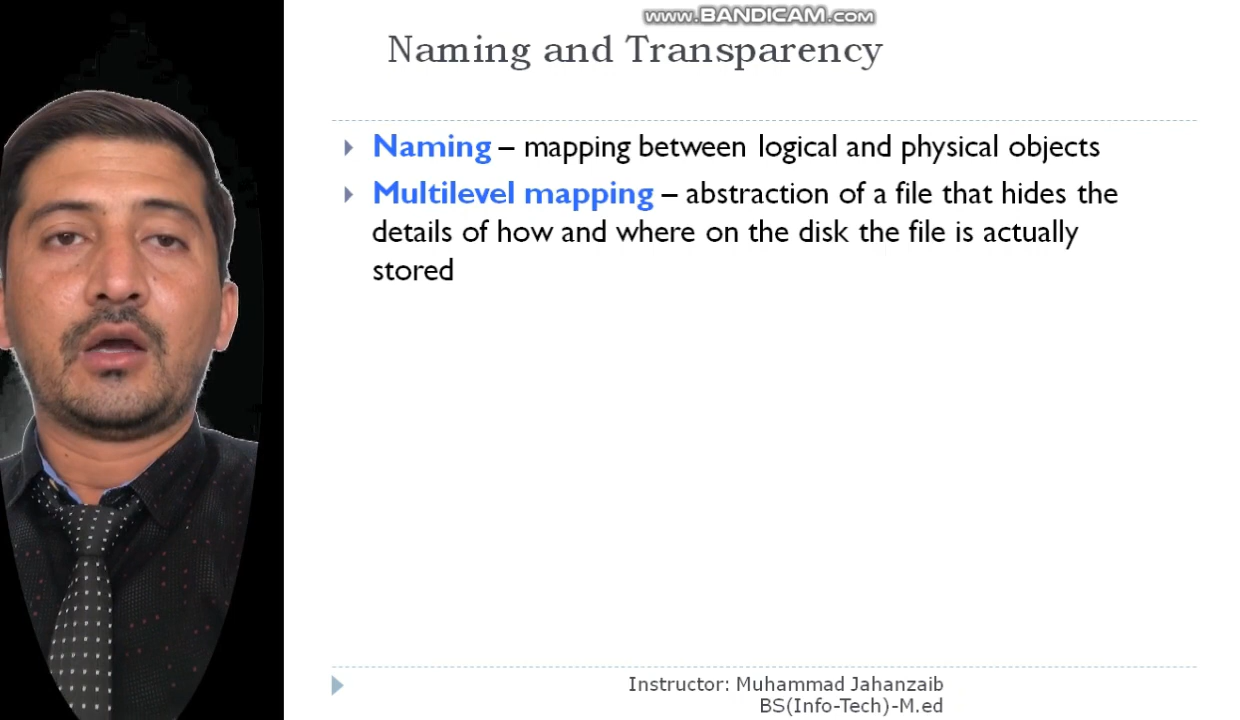 www.BANDICAM.com
Naming and Transparency
Naming – mapping between logical and physical objects
Multilevel mapping – abstraction of a file that hides the
details of how and where on the disk the file is actually
stored
Instructor: Muhammad Jahanzaib
BS(Info-Tech)-M.ed